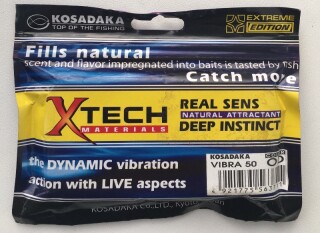 KOSADAKA
TOP OF THE FISHING
EXTREME
EDITION
Fills natural
scent and flavor impregnated into baits is tasted by fish
Catch more
XTECH
MATERIALS
REAL SENS
NATURAL ATTRACTANT
DEEP INSTINCT
the DYNAMIC vibration
action with LIVE aspects
KOSADAKA
VIBRA 50
KOSADAKA Co.LTD.,